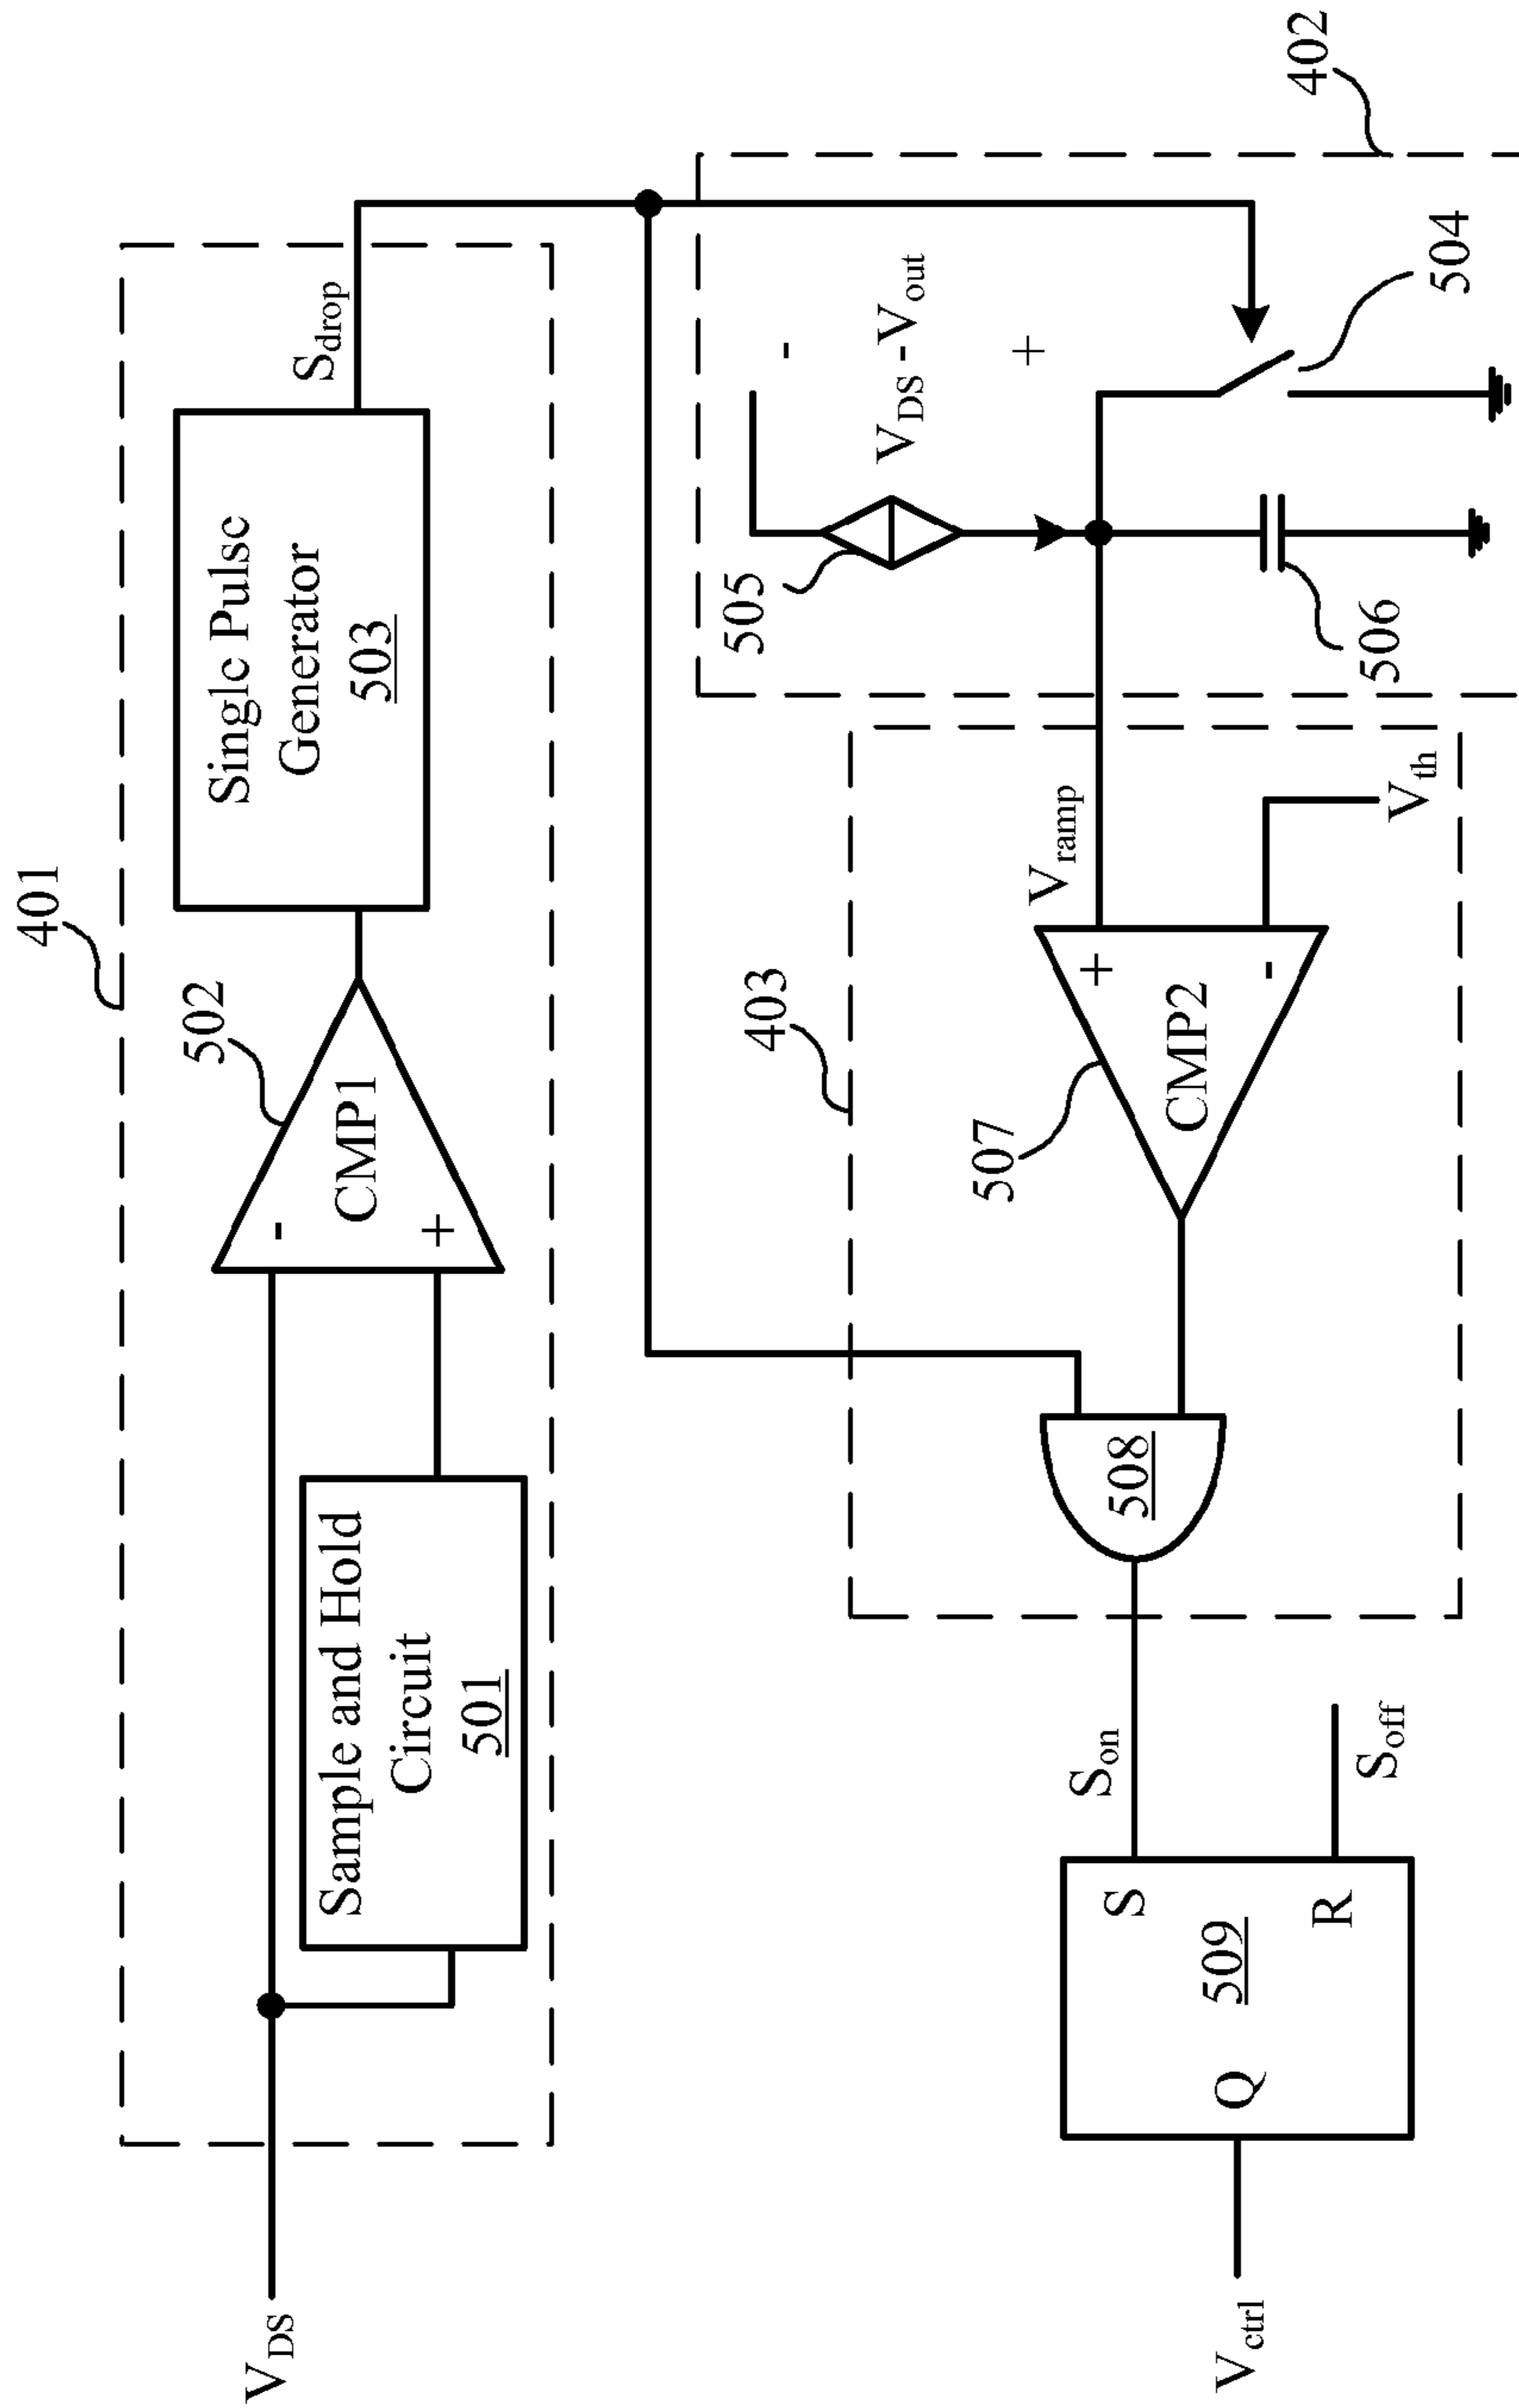 401
V_DS
Sample and Hold
Circuit
501
-
+
CMP1
502
Single Pulse
Generator
503
S_drop
402
403
505
-
V_DS - V_out
+
504
506
V_ctrl
Q
S
R
509
S_on
S_off
508
507
+
-
CMP2
V_ramp
V_th